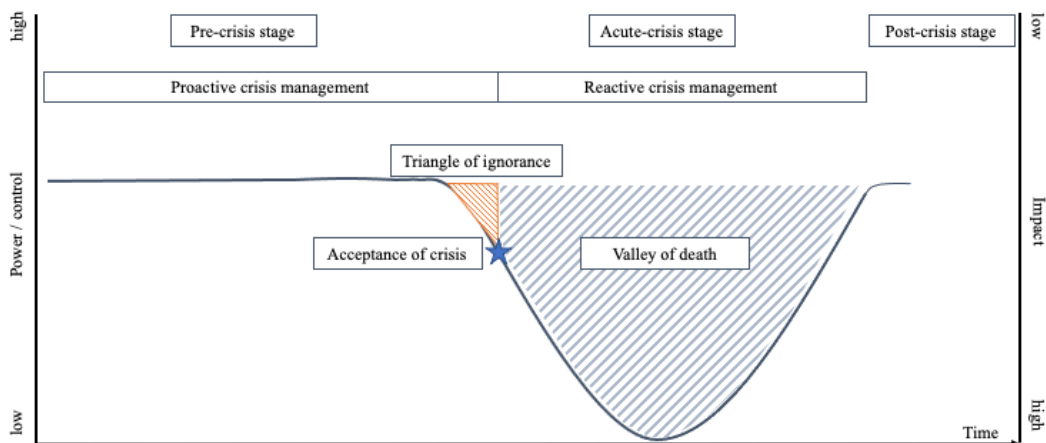 high
Pre-crisis stage
Acute-crisis stage
Post-crisis stage
low
Proactive crisis management
Reactive crisis management
Triangle of ignorance
Power / control
Impact
Acceptance of crisis
Valley of death
low
Time
high